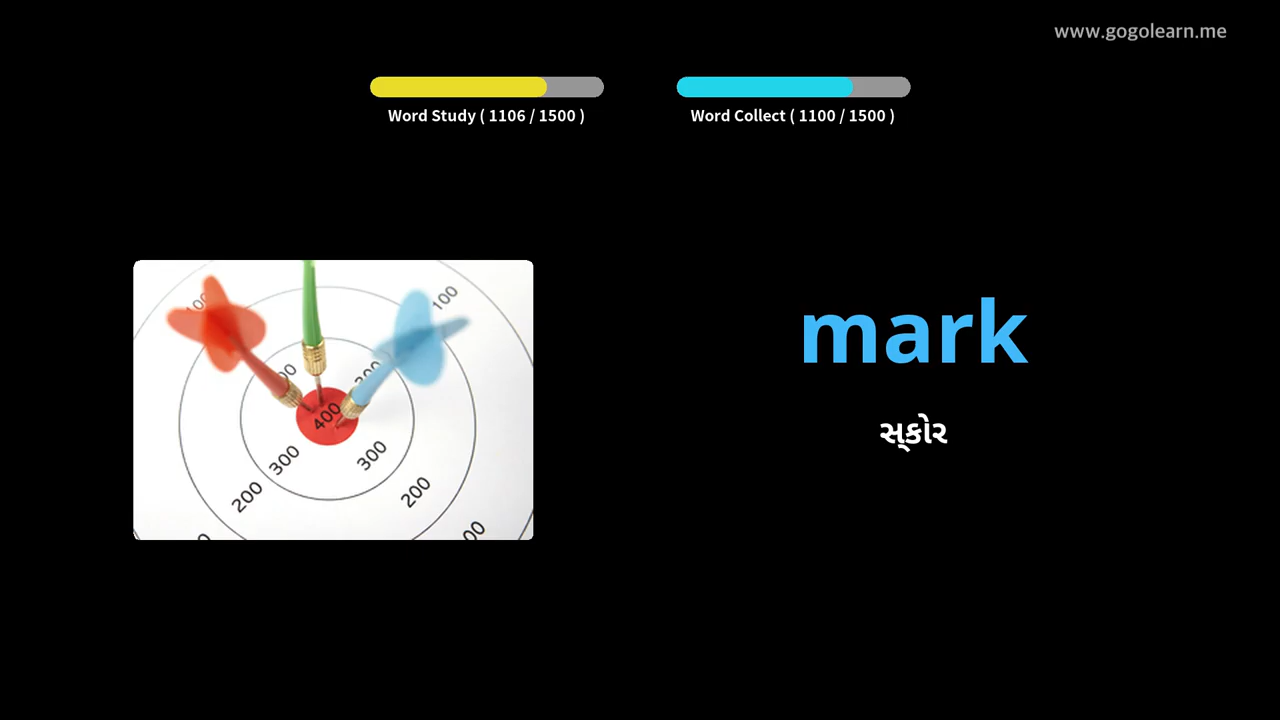 www.gogolearn.me
Word Study ( 1106 / 1500 )
Word Collect ( 1100 / 1500 )
mark
સ્કોર
100
100
200
400
300
300
200
200